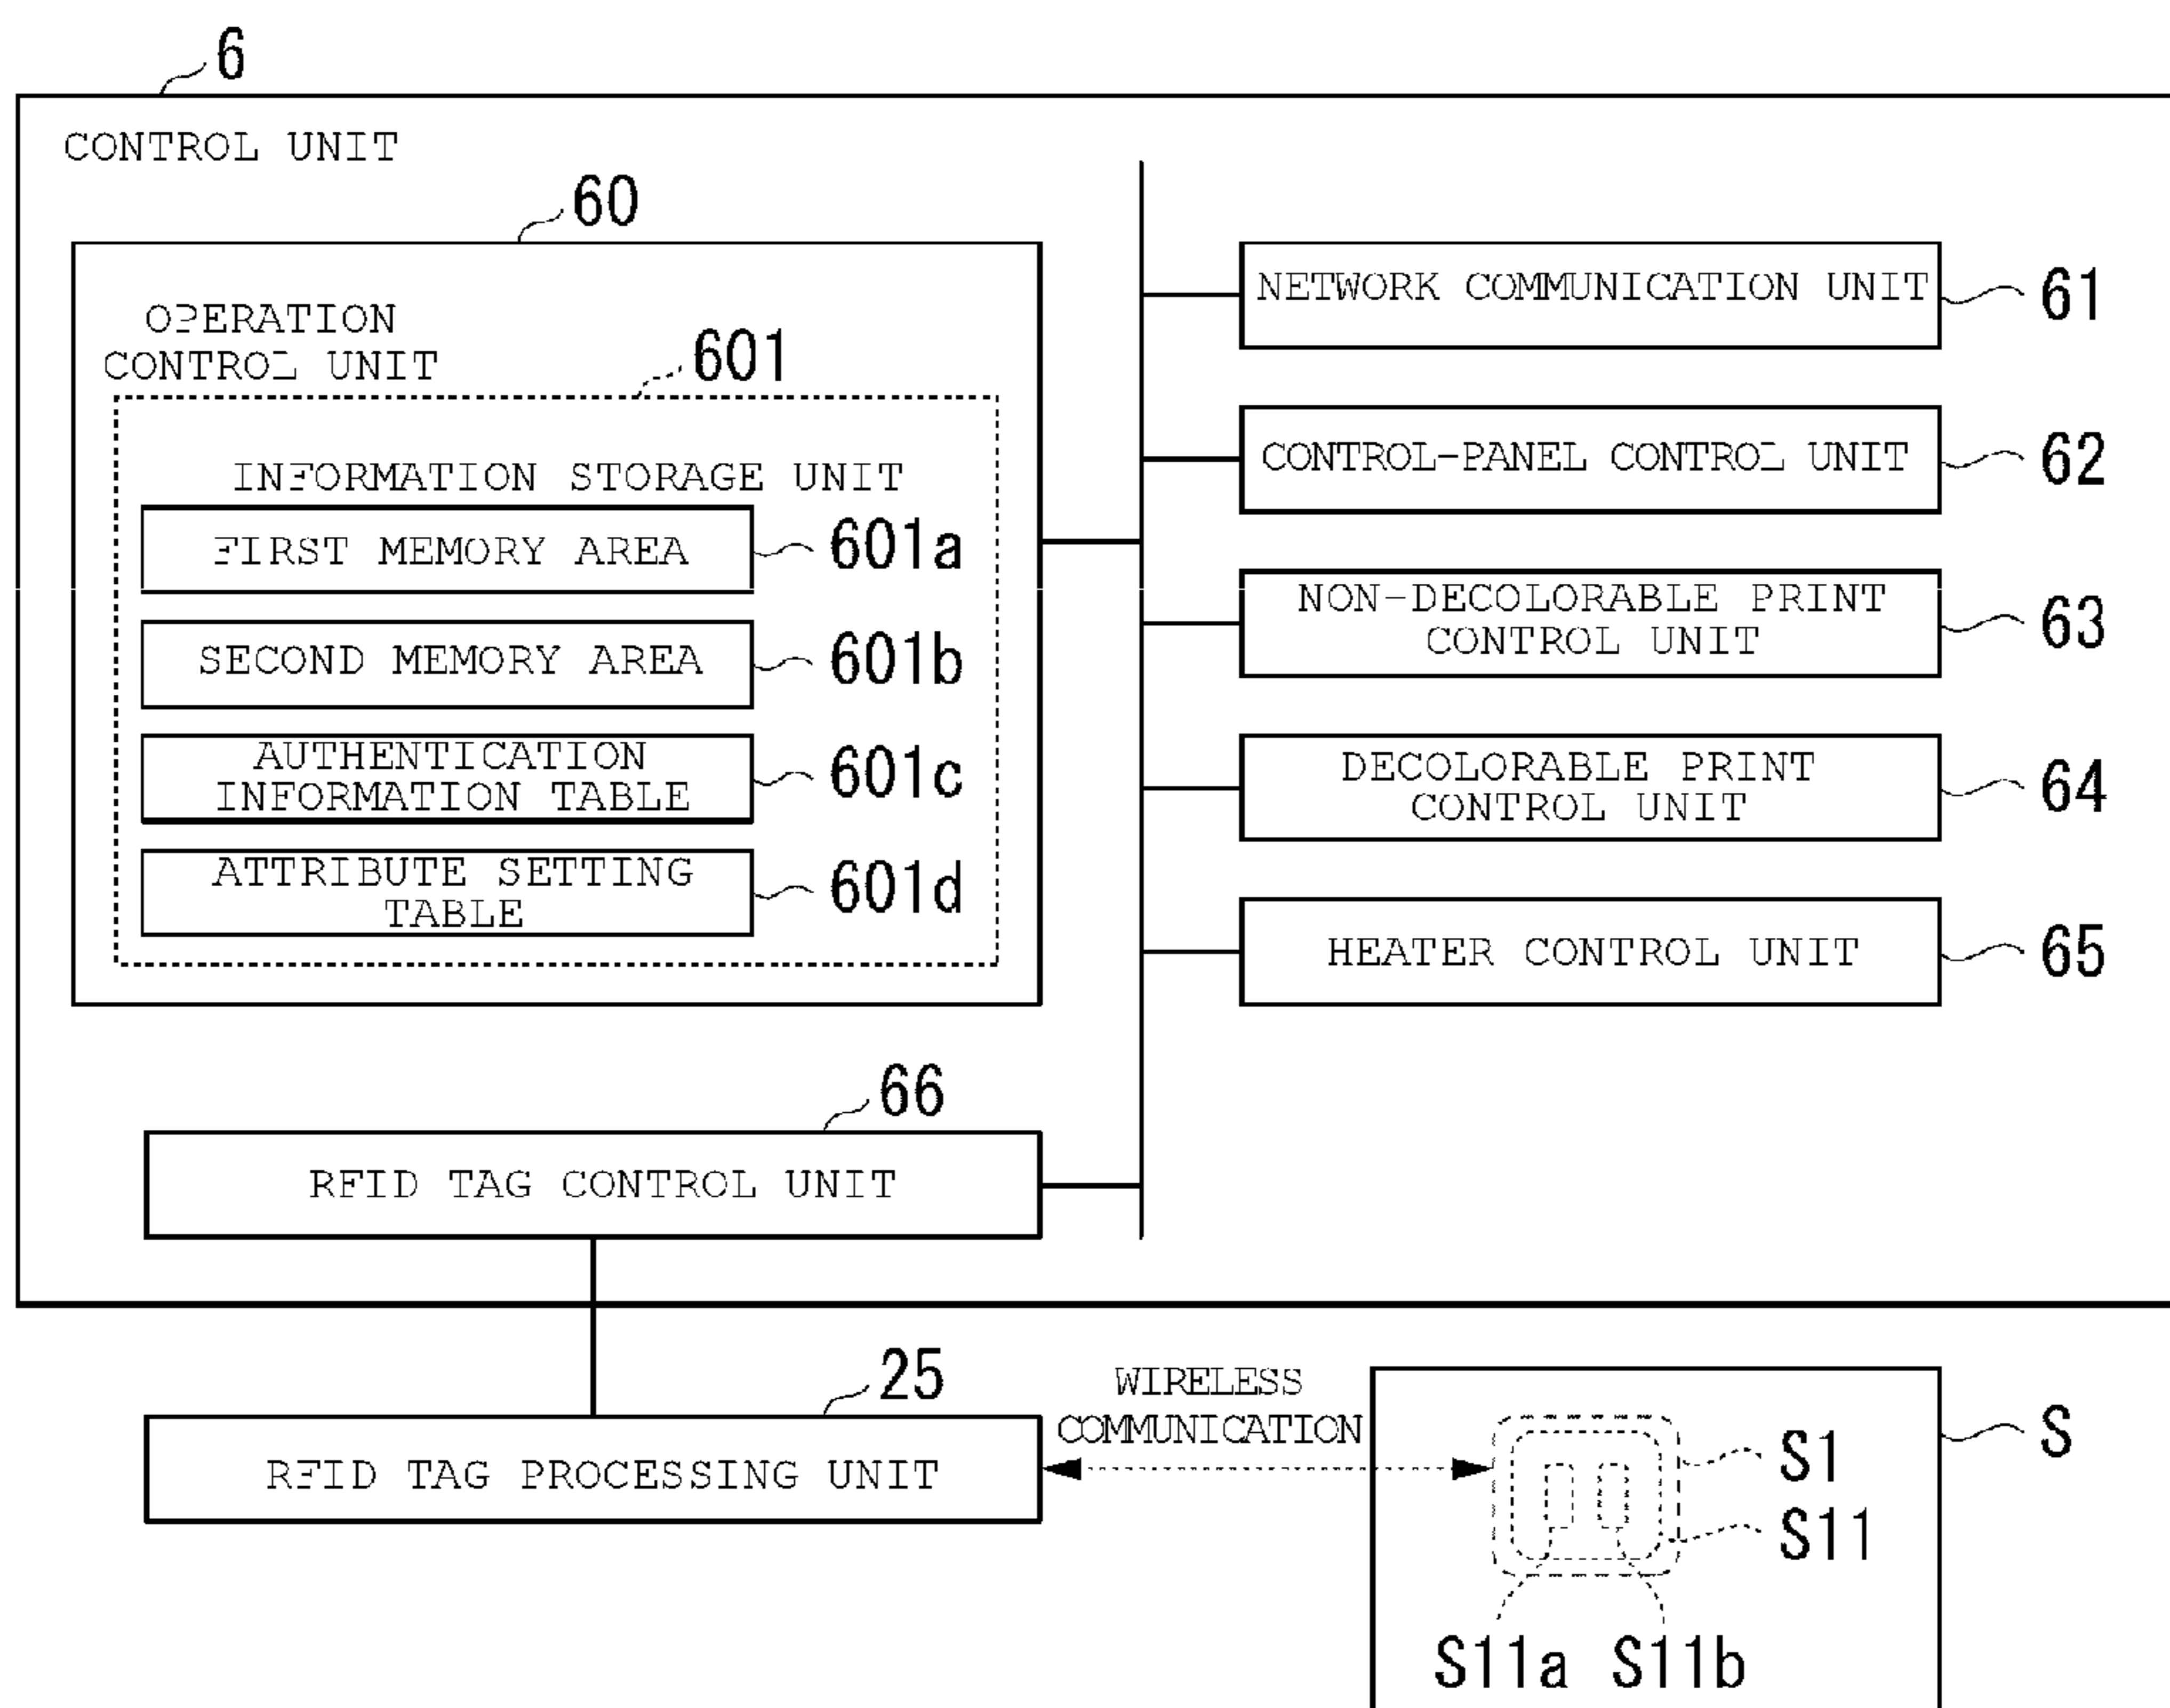 6
CONTROL UNIT
60
OPERATION
CONTROL UNIT
601
INFORMATION STORAGE UNIT
FIRST MEMORY AREA
601a
SECOND MEMORY AREA
601b
AUTHENTICATION
INFORMATION TABLE
601c
ATTRIBUTE SETTING
TABLE
601d
NETWORK COMMUNICATION UNIT
61
CONTROL-PANEL CONTROL UNIT
62
NON-DECOLORABLE PRINT
CONTROL UNIT
63
DECOLORABLE PRINT
CONTROL UNIT
64
HEATER CONTROL UNIT
65
66
RFID TAG CONTROL UNIT
25
RFID TAG PROCESSING UNIT
WIRELESS
COMMUNICATION
S
S1
S11
S11a S11b